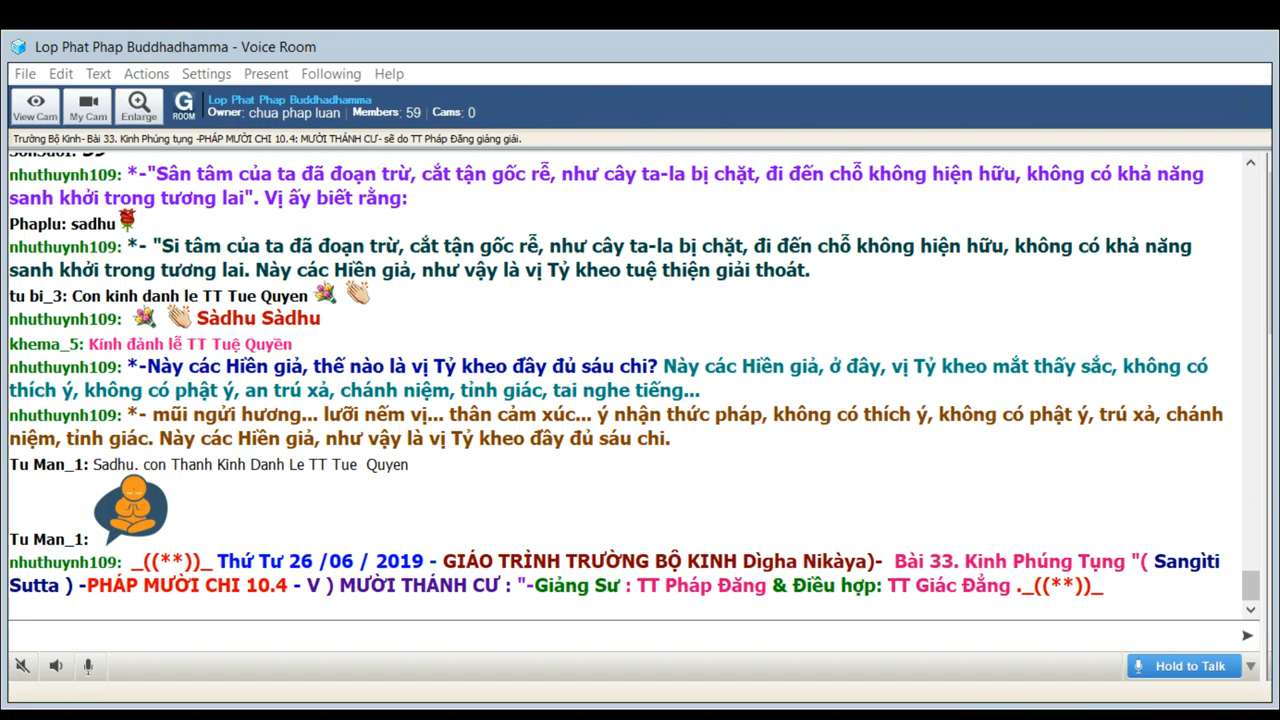 Lop Phat Phap Buddhadhamma - Voice Room
File Edit Text Actions Settings Present Following Help
View Cam My Cam Enlarge G ROOM Lop Phat Phap Buddhadhamma
Owner: chua phap luan | Members: 59 | Cams: 0
Trường Bộ Kinh- Bài 33. Kinh Phúng tụng -PHÁP MƯỜI CHI 10.4: MƯỜI THÁNH CƯ- sẽ do TT Pháp Đăng giảng giải.
nhuthuynh109: *-"Sân tâm của ta đã đoạn trừ, cắt tận gốc rễ, như cây ta-la bị chặt, đi đến chỗ không hiện hữu, không có khả năng
sanh khởi trong tương lai". Vị ấy biết rằng:
Phaplu: sadhu
nhuthuynh109: *- "Si tâm của ta đã đoạn trừ, cắt tận gốc rễ, như cây ta-la bị chặt, đi đến chỗ không hiện hữu, không có khả năng
sanh khởi trong tương lai. Này các Hiền giả, như vậy là vị Tỷ kheo tuệ thiện giải thoát.
tu bi_3: Con kinh danh le TT Tue Quyen
nhuthuynh109: Sàdhu Sàdhu
khema_5: Kính đảnh lễ TT Tuệ Quyền
nhuthuynh109: *-Này các Hiền giả, thế nào là vị Tỷ kheo đầy đủ sáu chi? Này các Hiền giả, ở đây, vị Tỷ kheo mắt thấy sắc, không có
thích ý, không có phật ý, an trú xả, chánh niệm, tỉnh giác, tai nghe tiếng...
nhuthuynh109: *- mũi ngửi hương... lưỡi nếm vị... thân cảm xúc... ý nhận thức pháp, không có thích ý, không có phật ý, trú xả, chánh
niệm, tỉnh giác. Này các Hiền giả, như vậy là vị Tỷ kheo đầy đủ sáu chi.
Tu Man_1: Sadhu. con Thanh Kinh Danh Le TT Tue Quyen
Tu Man_1:
nhuthuynh109: _((**))_ Thứ Tư 26 /06 / 2019 - GIÁO TRÌNH TRƯỜNG BỘ KINH Dìgha Nikàya)- Bài 33. Kinh Phúng Tụng "( Sangìti
Sutta ) -PHÁP MƯỜI CHI 10.4 - V ) MƯỜI THÁNH CƯ : "-Giảng Sư : TT Pháp Đăng & Điều hợp: TT Giác Đẳng ._((**))_
Hold to Talk